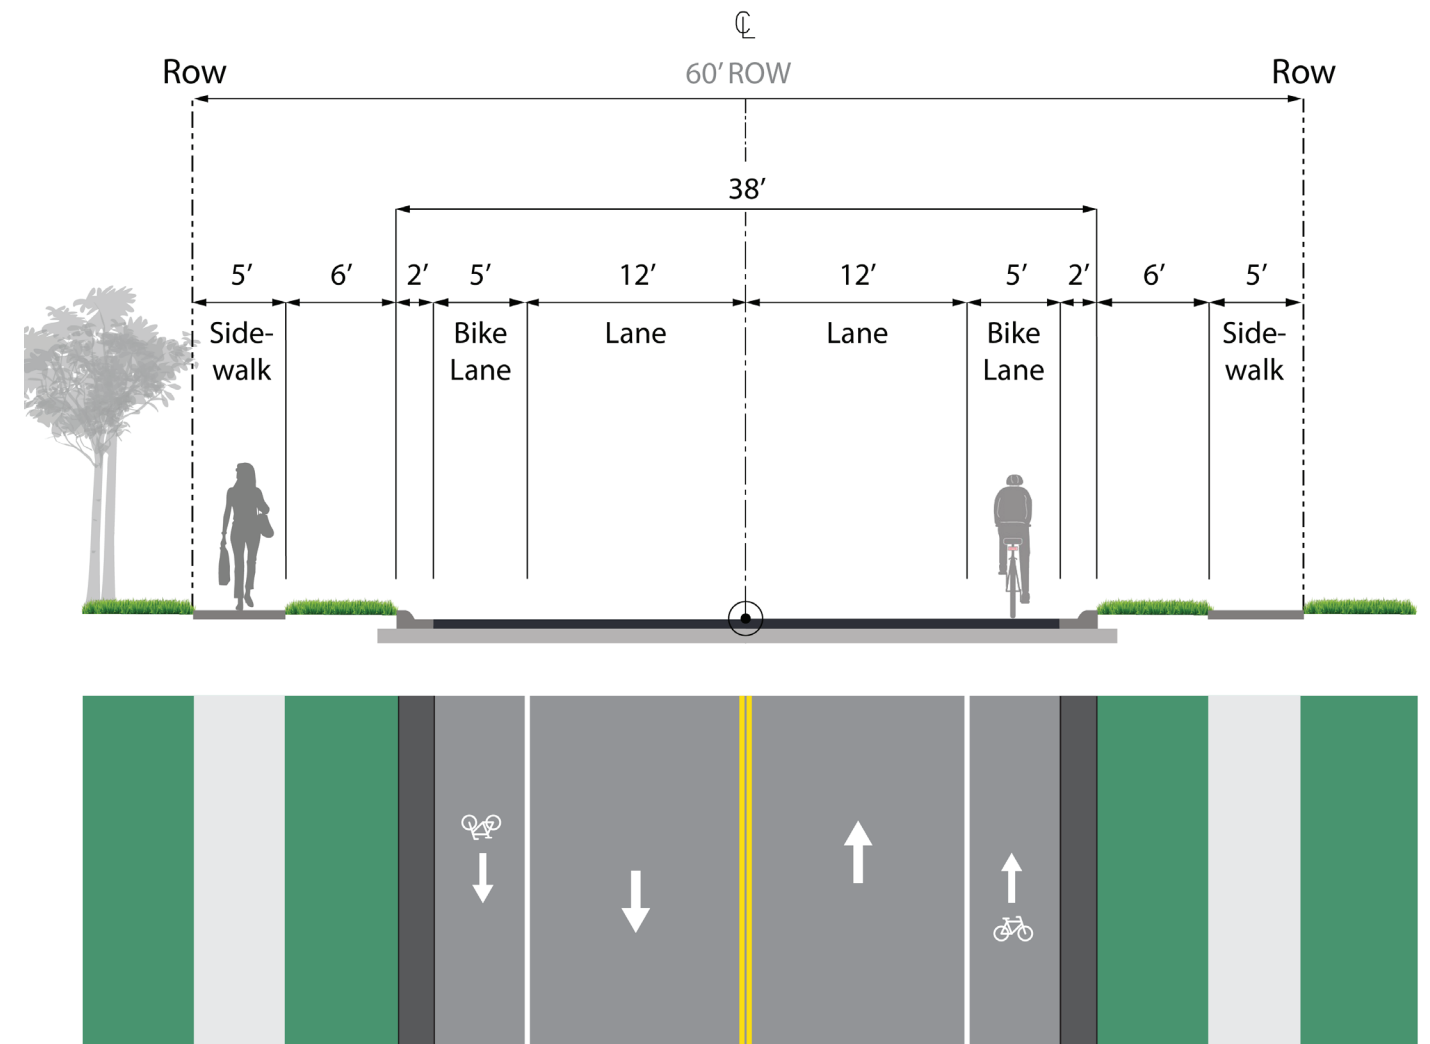 ℄
Row 60' ROW Row
38'
5' 6' 2' 5' 12' 12' 5' 2' 6' 5'
Side-
walk
Bike
Lane
Lane
Lane
Bike
Lane
Side-
walk